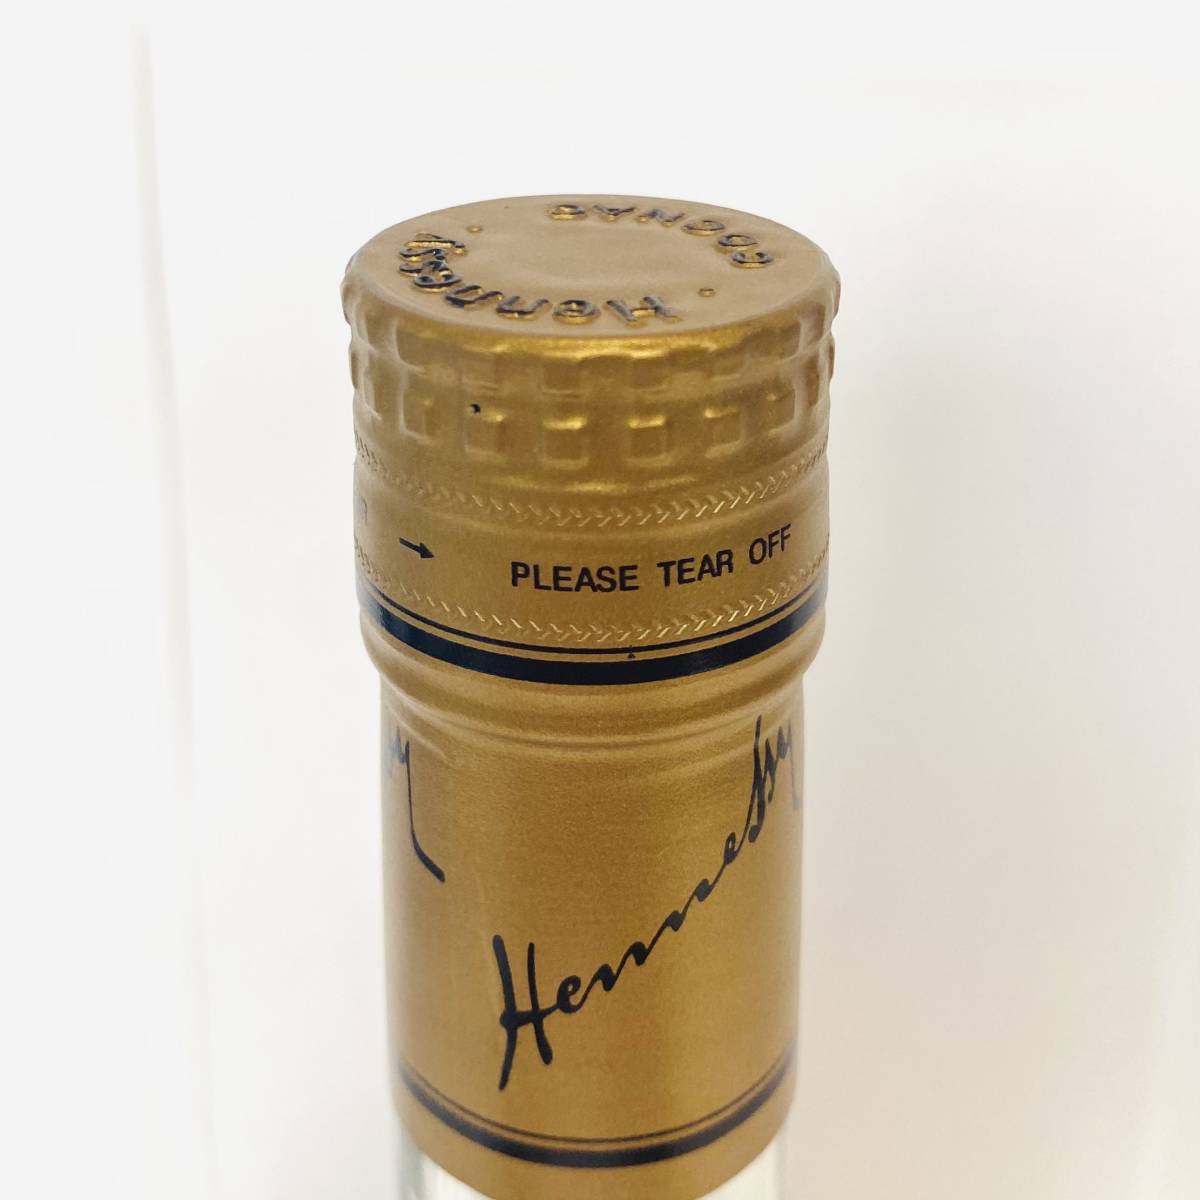 Hennessy
COGNAC
→ PLEASE TEAR OFF
Hennessy